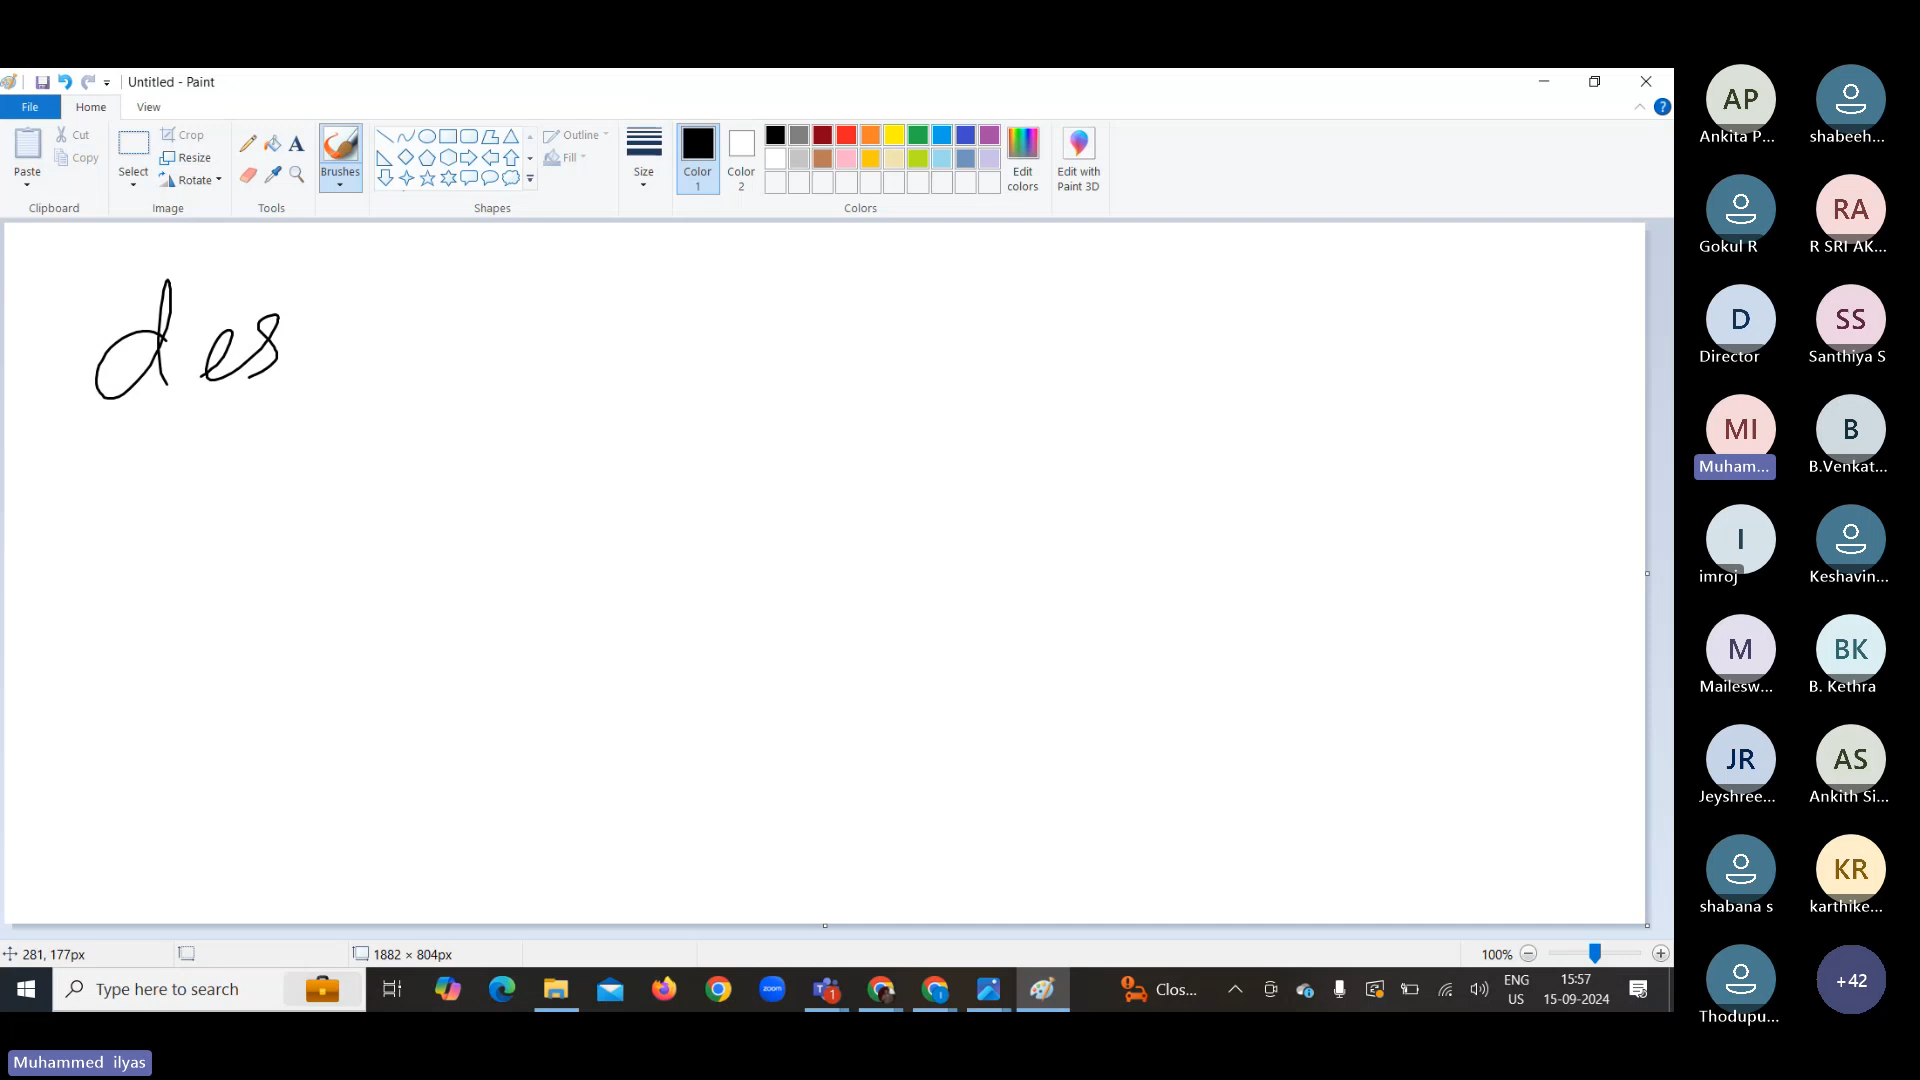 Untitled - Paint
File Home View
Paste Cut Copy Clipboard
Select Crop Resize Rotate Image
Tools
Brushes
Shapes
Outline Fill
Size
Color 1 Color 2
Edit colors
Colors
Edit with Paint 3D
des
281, 177px 1882 × 804px 100%
Type here to search
zoom
Clos...
ENG US
15:57
15-09-2024
AP
Ankita P...
shabeeh...
Gokul R
RA
R SRI AK...
D
Director
SS
Santhiya S
MI
Muham...
B
B.Venkat...
I
imroj
Keshavin...
M
Mailesw...
BK
B. Kethra
JR
Jeyshree...
AS
Ankith Si...
shabana s
KR
karthike...
Thodupu...
+42
Muhammed ilyas